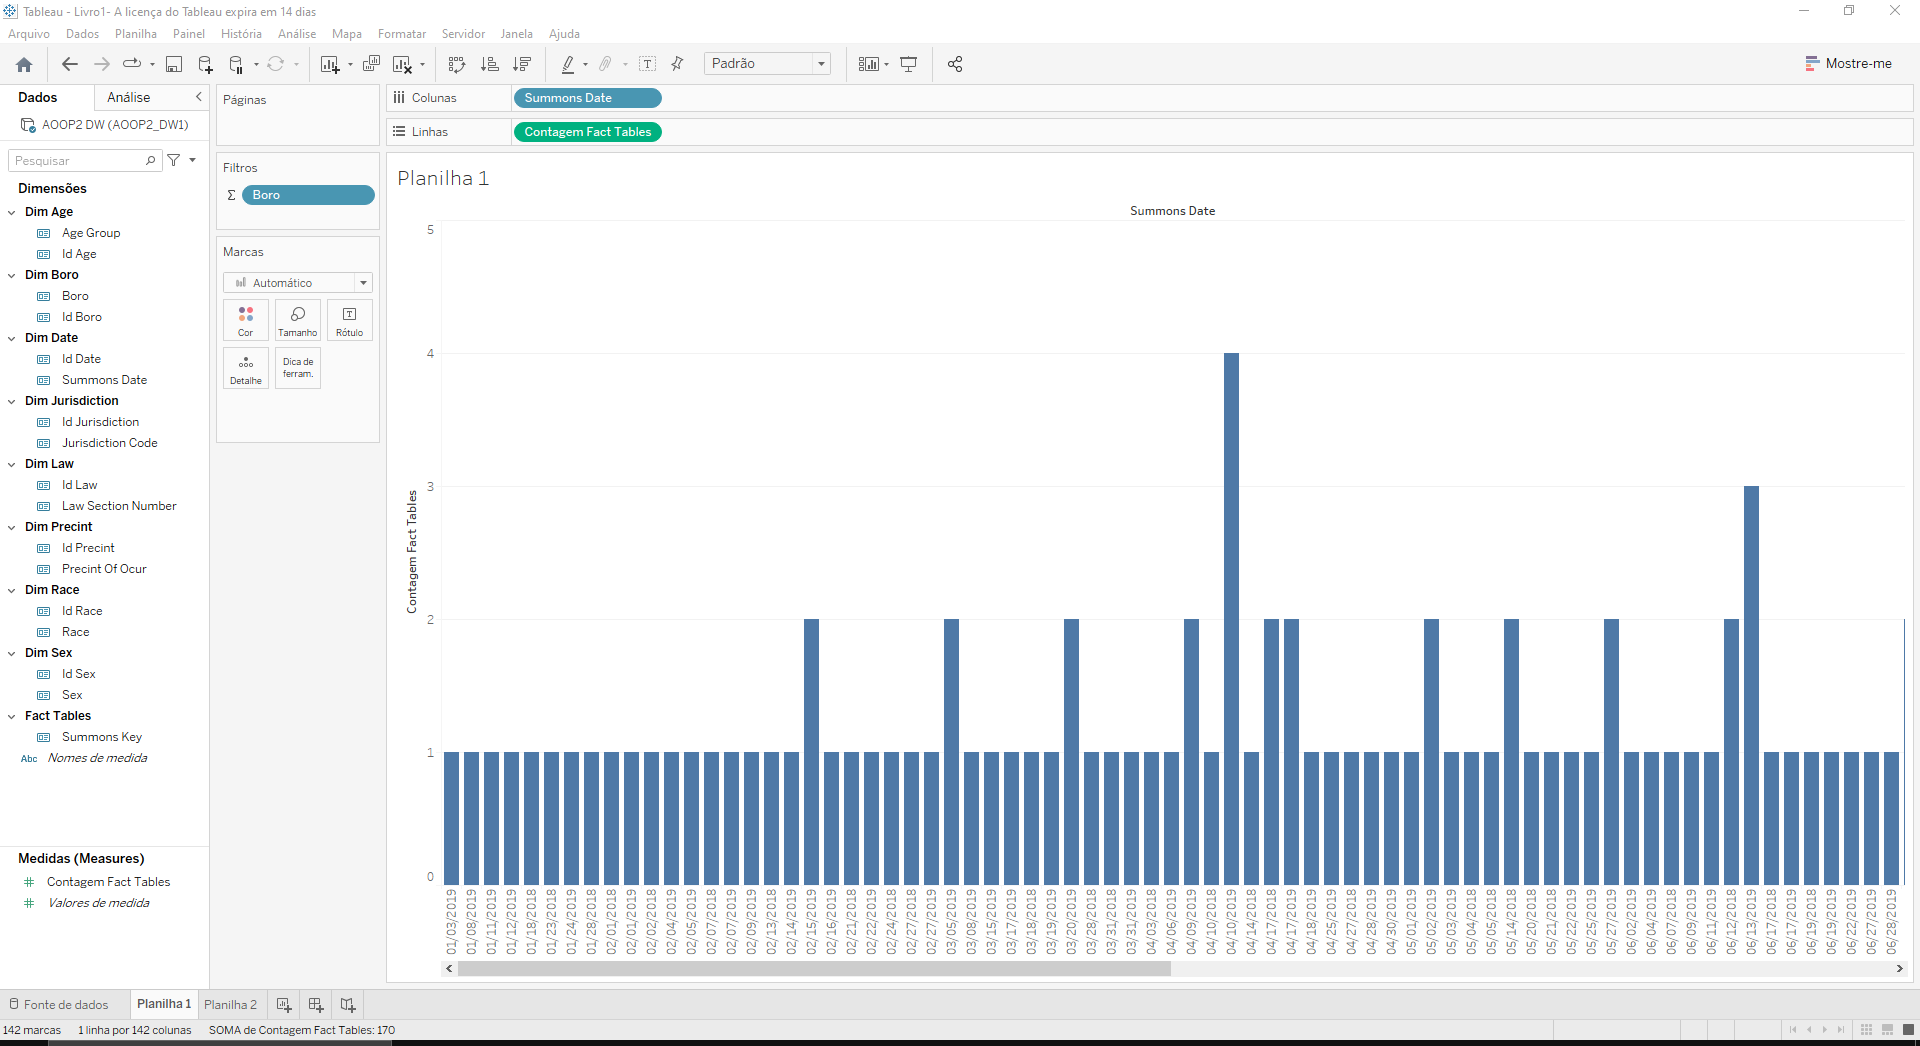 Tableau - Livro1- A licença do Tableau expira em 14 dias
Arquivo Dados Planilha Painel História Análise Mapa Formatar Servidor Janela Ajuda
Padrão
Mostre-me
Dados Análise
AOOP2 DW (AOOP2_DW1)
Pesquisar
Dimensões
Dim Age
Age Group
Id Age
Dim Boro
Boro
Id Boro
Dim Date
Id Date
Summons Date
Dim Jurisdiction
Id Jurisdiction
Jurisdiction Code
Dim Law
Id Law
Law Section Number
Dim Precint
Id Precint
Precint Of Ocur
Dim Race
Id Race
Race
Dim Sex
Id Sex
Sex
Fact Tables
Summons Key
Abc Nomes de medida
Medidas (Measures)
Contagem Fact Tables
Valores de medida
Páginas
Filtros
Σ Boro
Marcas
Automático
Cor Tamanho Rótulo
Detalhe
Dica de
ferram.
Colunas Summons Date
Linhas Contagem Fact Tables
Planilha 1
Summons Date
Contagem Fact Tables
5
4
3
2
1
0
01/03/2019
01/08/2019
01/11/2019
01/12/2019
01/18/2018
01/23/2018
01/24/2019
01/28/2018
02/01/2018
02/01/2019
02/02/2018
02/04/2019
02/05/2019
02/07/2018
02/07/2019
02/09/2019
02/13/2018
02/14/2019
02/15/2019
02/16/2019
02/21/2018
02/22/2019
02/24/2018
02/27/2018
02/27/2019
03/05/2019
03/08/2019
03/15/2019
03/17/2019
03/18/2018
03/19/2019
03/20/2019
03/28/2018
03/31/2018
03/31/2019
04/03/2018
04/06/2019
04/09/2019
04/10/2018
04/10/2019
04/14/2018
04/17/2018
04/17/2019
04/18/2019
04/25/2019
04/27/2018
04/28/2019
04/30/2019
05/01/2019
05/02/2019
05/03/2019
05/04/2018
05/05/2018
05/14/2018
05/20/2018
05/21/2019
05/22/2019
05/25/2018
05/27/2019
06/02/2019
06/04/2019
06/07/2018
06/09/2019
06/11/2019
06/12/2018
06/13/2019
06/17/2018
06/17/2019
06/19/2018
06/19/2019
06/22/2019
06/27/2019
06/28/2019
Fonte de dados Planilha 1 Planilha 2
142 marcas 1 linha por 142 colunas SOMA de Contagem Fact Tables: 170